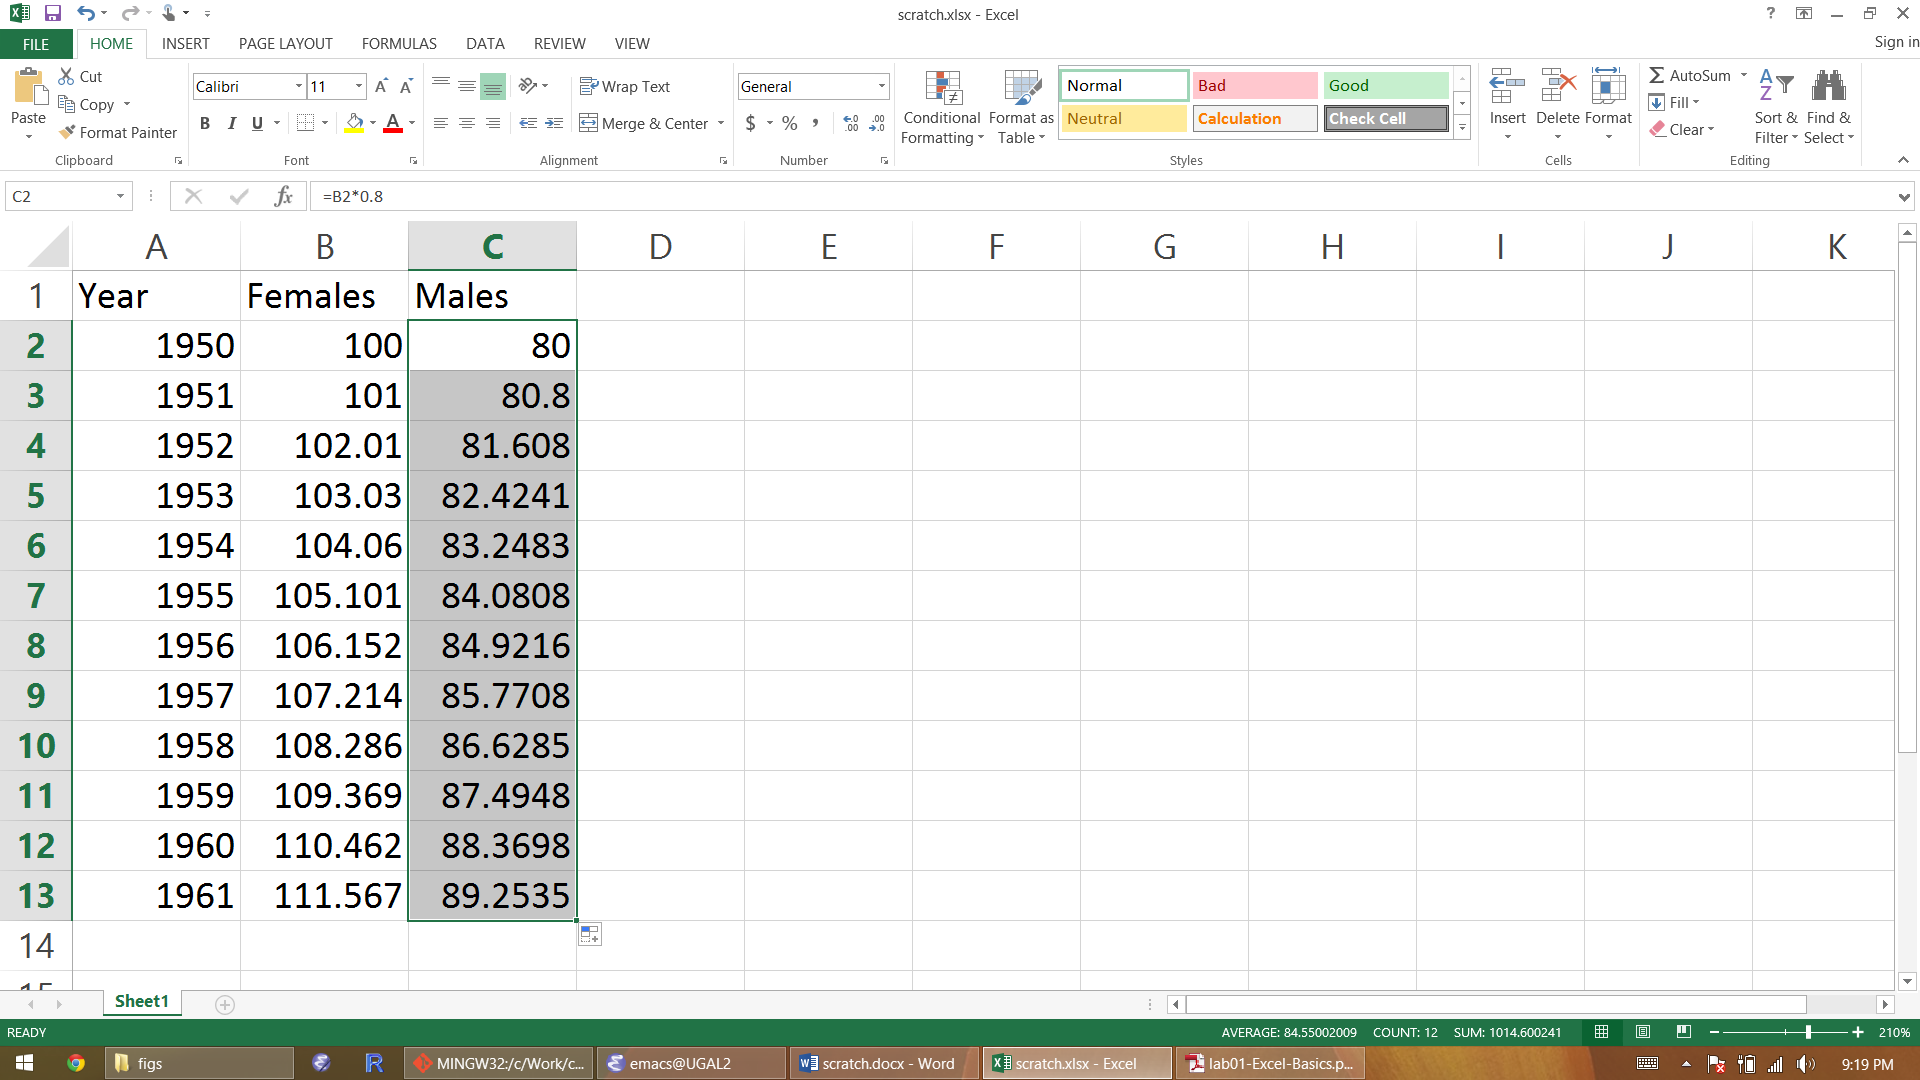 scratch.xlsx - Excel
?
FILE HOME INSERT PAGE LAYOUT FORMULAS DATA REVIEW VIEW Sign in
Paste
Cut
Copy
Format Painter
Clipboard
Calibri 11 A A
B I U A
Font
Wrap Text
Merge & Center
Alignment
General
$ % , .00 .0
Number
Conditional Formatting
Format as Table
Normal Bad Good
Neutral Calculation Check Cell
Styles
Insert Delete Format
Cells
Σ AutoSum
Fill
Clear
Sort & Filter
Find & Select
Editing
C2 fx =B2*0.8
A B C D E F G H I J K
1 Year Females Males
2 1950 100 80
3 1951 101 80.8
4 1952 102.01 81.608
5 1953 103.03 82.4241
6 1954 104.06 83.2483
7 1955 105.101 84.0808
8 1956 106.152 84.9216
9 1957 107.214 85.7708
10 1958 108.286 86.6285
11 1959 109.369 87.4948
12 1960 110.462 88.3698
13 1961 111.567 89.2535
14
15
Sheet1
READY AVERAGE: 84.55002009 COUNT: 12 SUM: 1014.600241 210%
figs R MINGW32:/c/Work/c... emacs@UGAL2 scratch.docx - Word scratch.xlsx - Excel lab01-Excel-Basics.p... 9:19 PM